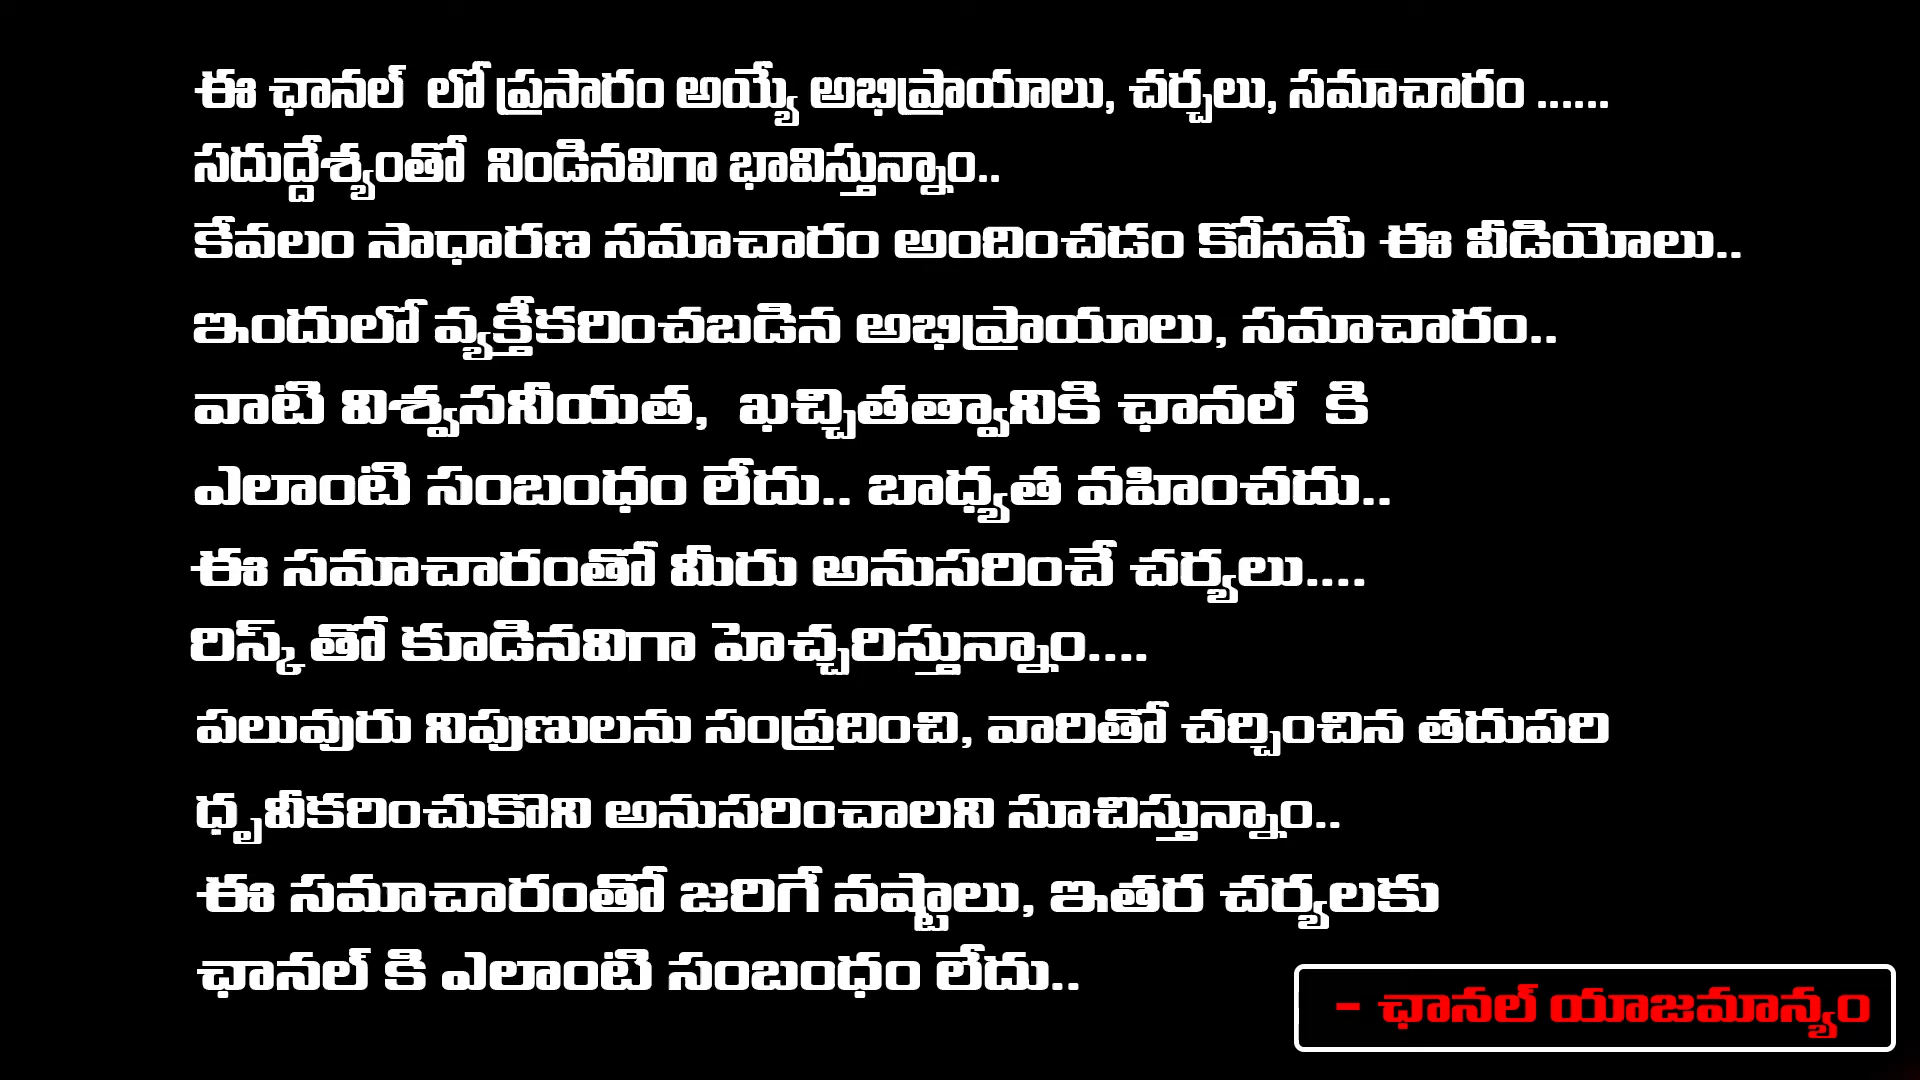 ఈ ఛానల్ లో ప్రసారం అయ్యే అభిప్రాయాలు, చర్చలు, సమాచారం ......
సదుద్దేశ్యంతో నిండినవిగా భావిస్తున్నాం..
కేవలం సాధారణ సమాచారం అందించడం కోసమే ఈ వీడియోలు..
ఇందులో వ్యక్తీకరించబడిన అభిప్రాయాలు, సమాచారం..
వాటి విశ్వసనీయత, ఖచ్చితత్వానికి ఛానల్ కి
ఎలాంటి సంబంధం లేదు.. బాధ్యత వహించదు..
ఈ సమాచారంతో మీరు అనుసరించే చర్యలు....
రిస్క్ తో కూడినవిగా హెచ్చరిస్తున్నాం....
పలువురు నిపుణులను సంప్రదించి, వారితో చర్చించిన తదుపరి
ధృవీకరించుకొని అనుసరించాలని సూచిస్తున్నాం..
ఈ సమాచారంతో జరిగే నష్టాలు, ఇతర చర్యలకు
ఛానల్ కి ఎలాంటి సంబంధం లేదు..
- ఛానల్ యాజమాన్యం